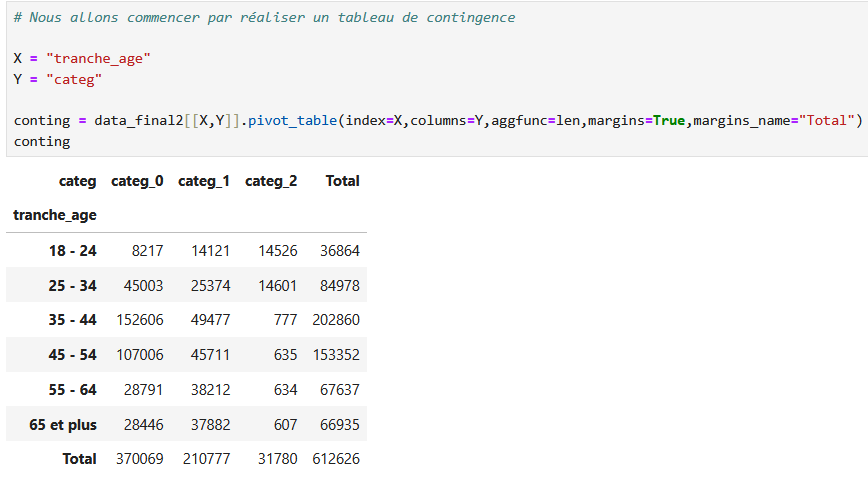 # Nous allons commencer par réaliser un tableau de contingence
X = "tranche_age"
Y = "categ"
conting = data_final2[[X,Y]].pivot_table(index=X,columns=Y,aggfunc=len,margins=True,margins_name="Total")
conting
categ categ_0 categ_1 categ_2 Total
tranche_age
18 - 24 8217 14121 14526 36864
25 - 34 45003 25374 14601 84978
35 - 44 152606 49477 777 202860
45 - 54 107006 45711 635 153352
55 - 64 28791 38212 634 67637
65 et plus 28446 37882 607 66935
Total 370069 210777 31780 612626